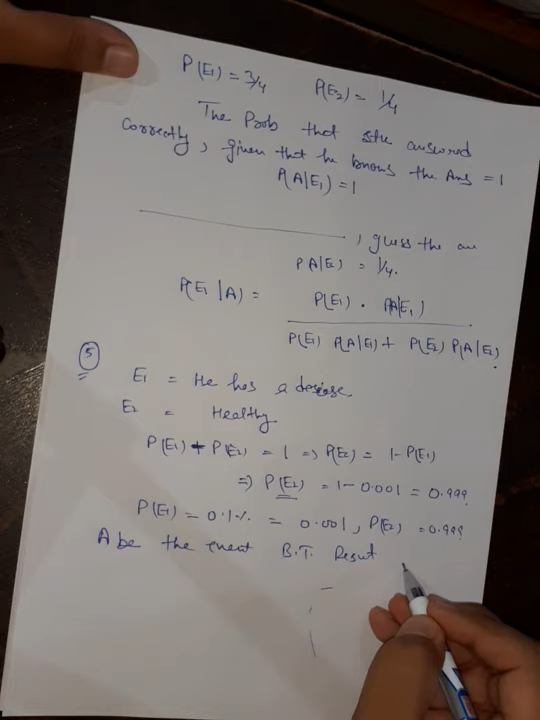 P(E₁) = 3/4 P(E₂) = 1/4
The Prob that stu answered
Correctly, given that he knows the Ans = 1
P(A|E₁) = 1
, guess the an
P A|E₂) = 1/4.
P(E₁ | A) = P(E₁) · P(A|E₁)
P(E₁) P(A|E₁) + P(E₂) P(A|E₂).
5
E₁ = He has a desease
E₂ = Healthy
P(E₁) + P(E₂) = 1 ⇒ P(E₂) = 1 - P(E₁)
⇒ P(E₂) = 1 - 0.001 = 0.999
P(E₁) = 0.1% = 0.001, P(E₂) = 0.999
A be the event B.T. Result